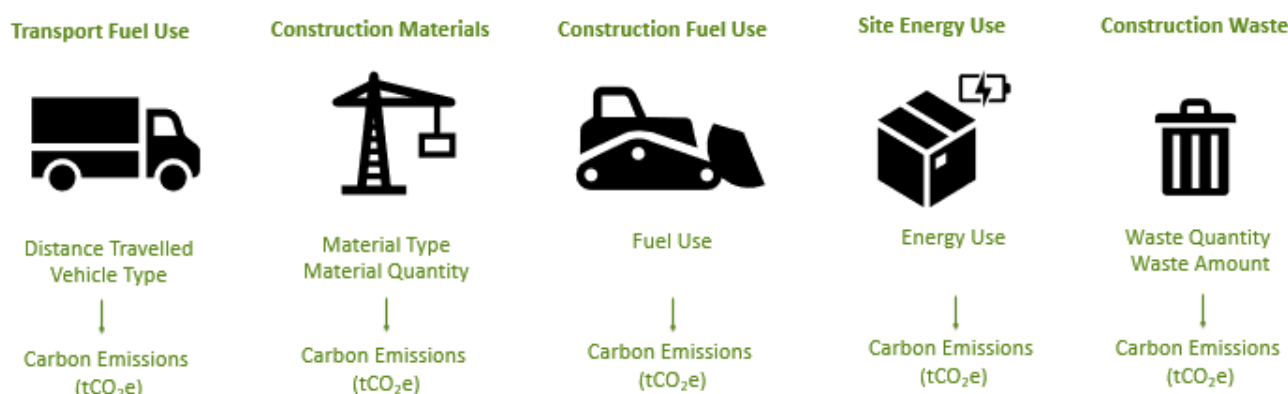 Transport Fuel Use
Construction Materials
Construction Fuel Use
Site Energy Use
Construction Waste
Distance Travelled
Vehicle Type
Material Type
Material Quantity
Fuel Use
Energy Use
Waste Quantity
Waste Amount
Carbon Emissions
(tCO₂e)
Carbon Emissions
(tCO₂e)
Carbon Emissions
(tCO₂e)
Carbon Emissions
(tCO₂e)
Carbon Emissions
(tCO₂e)